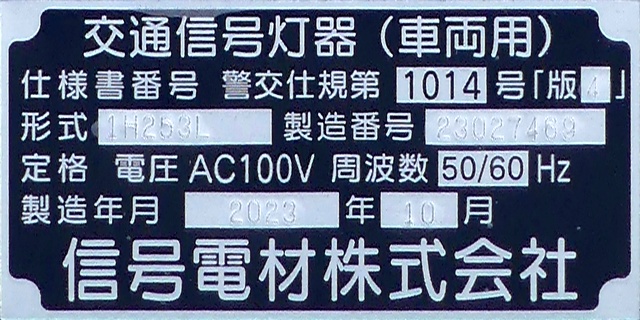 交通信号灯器（車両用）
仕様書番号 警交仕規第 1014 号「版4」
形式 1H253L 製造番号 23027469
定格 電圧 AC100V 周波数 50/60 Hz
製造年月 2023 年 10 月
信号電材株式会社